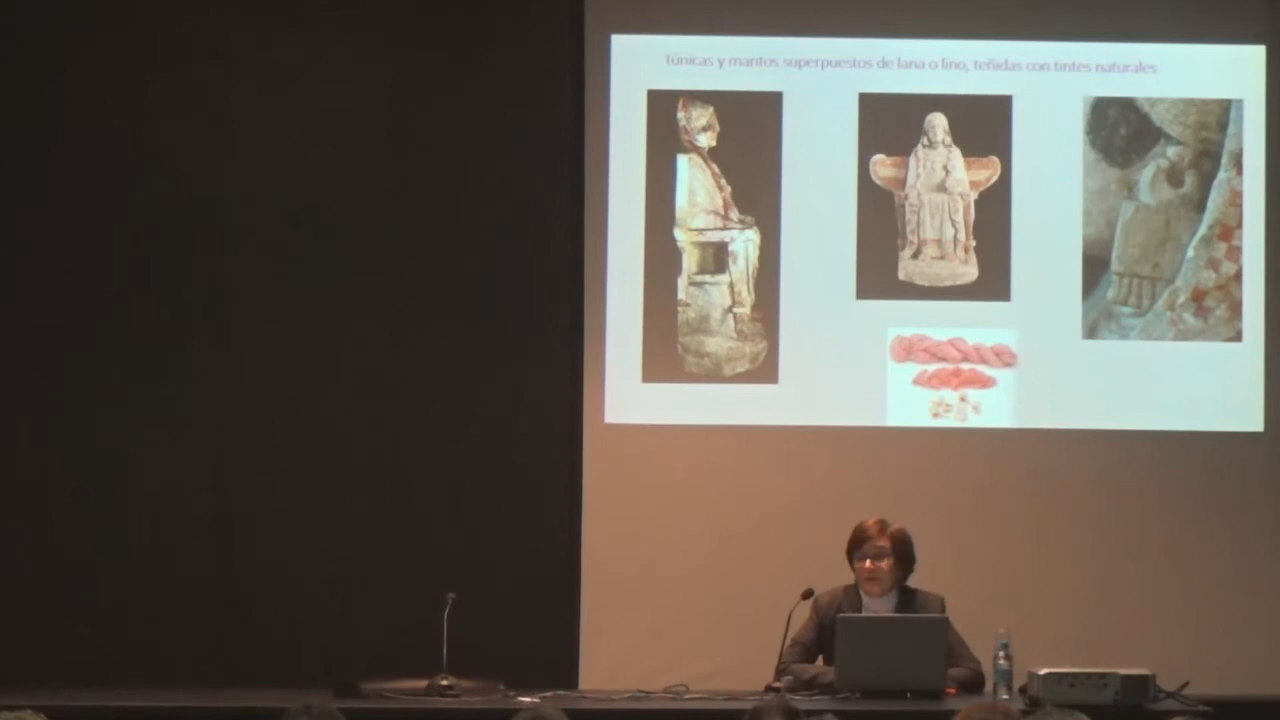 Túnicas y mantos superpuestos de lana o lino, teñidas con tintes naturales